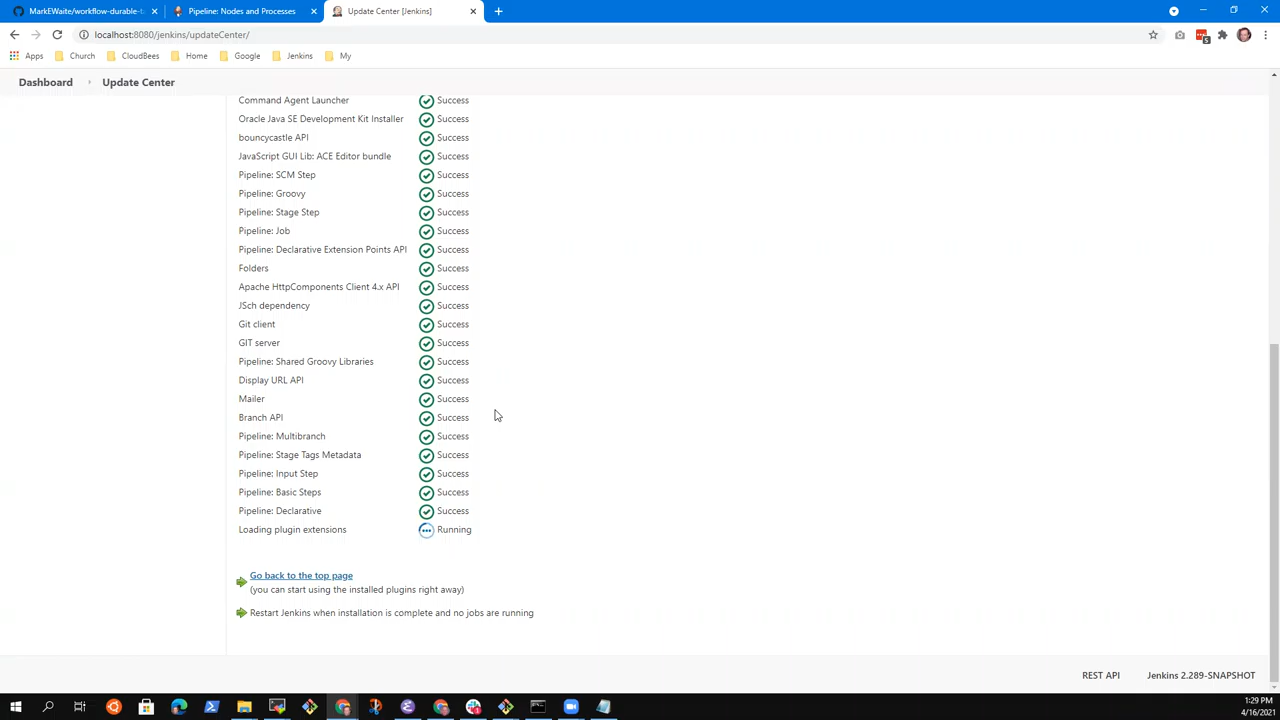 MarkEWaite/workflow-durable-ta
Pipeline: Nodes and Processes
Update Center [Jenkins]
localhost:8080/jenkins/updateCenter/
5
Apps
Church
CloudBees
Home
Google
Jenkins
My
Dashboard
Update Center
Command Agent Launcher Success
Oracle Java SE Development Kit Installer Success
bouncycastle API Success
JavaScript GUI Lib: ACE Editor bundle Success
Pipeline: SCM Step Success
Pipeline: Groovy Success
Pipeline: Stage Step Success
Pipeline: Job Success
Pipeline: Declarative Extension Points API Success
Folders Success
Apache HttpComponents Client 4.x API Success
JSch dependency Success
Git client Success
GIT server Success
Pipeline: Shared Groovy Libraries Success
Display URL API Success
Mailer Success
Branch API Success
Pipeline: Multibranch Success
Pipeline: Stage Tags Metadata Success
Pipeline: Input Step Success
Pipeline: Basic Steps Success
Pipeline: Declarative Success
Loading plugin extensions Running
Go back to the top page
(you can start using the installed plugins right away)
Restart Jenkins when installation is complete and no jobs are running
REST API
Jenkins 2.289-SNAPSHOT
1:29 PM
4/16/2021